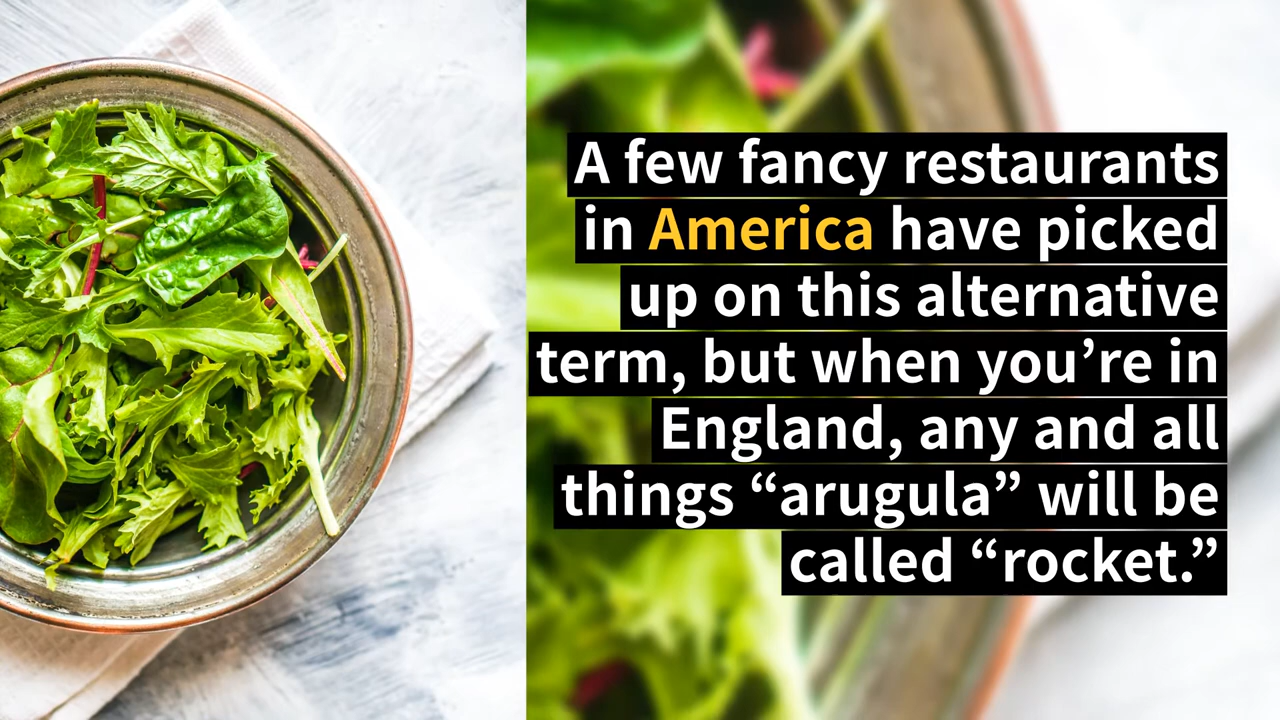 A few fancy restaurants
in America have picked
up on this alternative
term, but when you’re in
England, any and all
things “arugula” will be
called “rocket.”